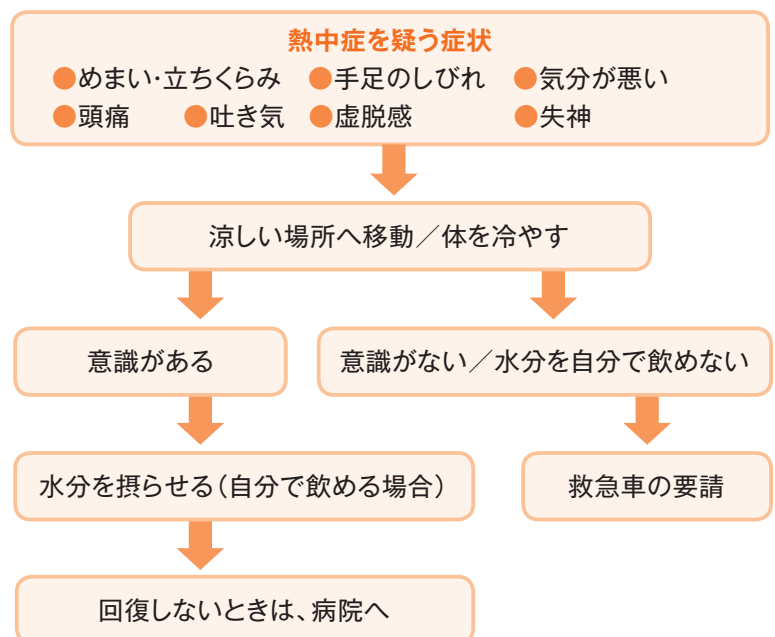 熱中症を疑う症状
●めまい・立ちくらみ ●手足のしびれ ●気分が悪い
●頭痛 ●吐き気 ●虚脱感 ●失神
涼しい場所へ移動／体を冷やす
意識がある
意識がない／水分を自分で飲めない
水分を摂らせる（自分で飲める場合）
救急車の要請
回復しないときは、病院へ